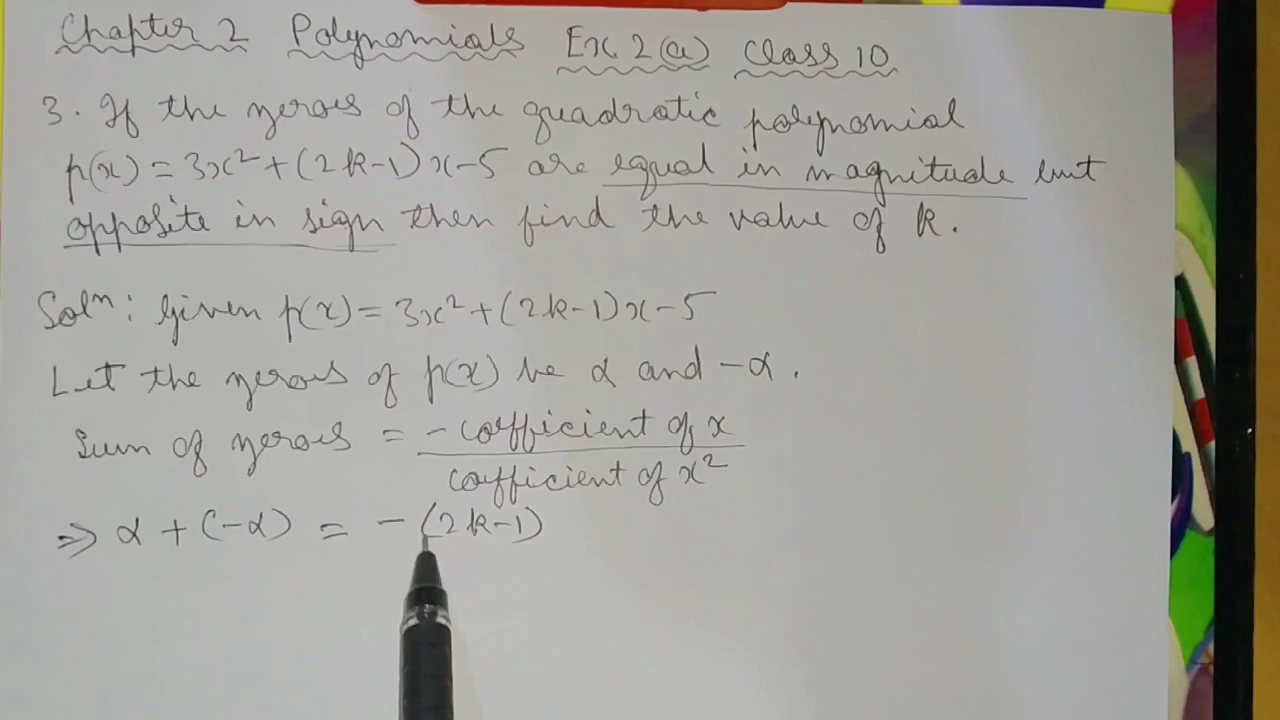 Chapter 2 Polynomials Ex 2(a) Class 10
3. If the zeroes of the quadratic polynomial
p(x) = 3x² + (2k-1)x - 5 are equal in magnitude but
opposite in sign then find the value of k.
Solⁿ: Given p(x) = 3x² + (2k-1)x - 5
Let the zeroes of p(x) be α and -α.
Sum of zeroes = -coefficient of x
coefficient of x²
⇒ α + (-α) = -(2k-1)